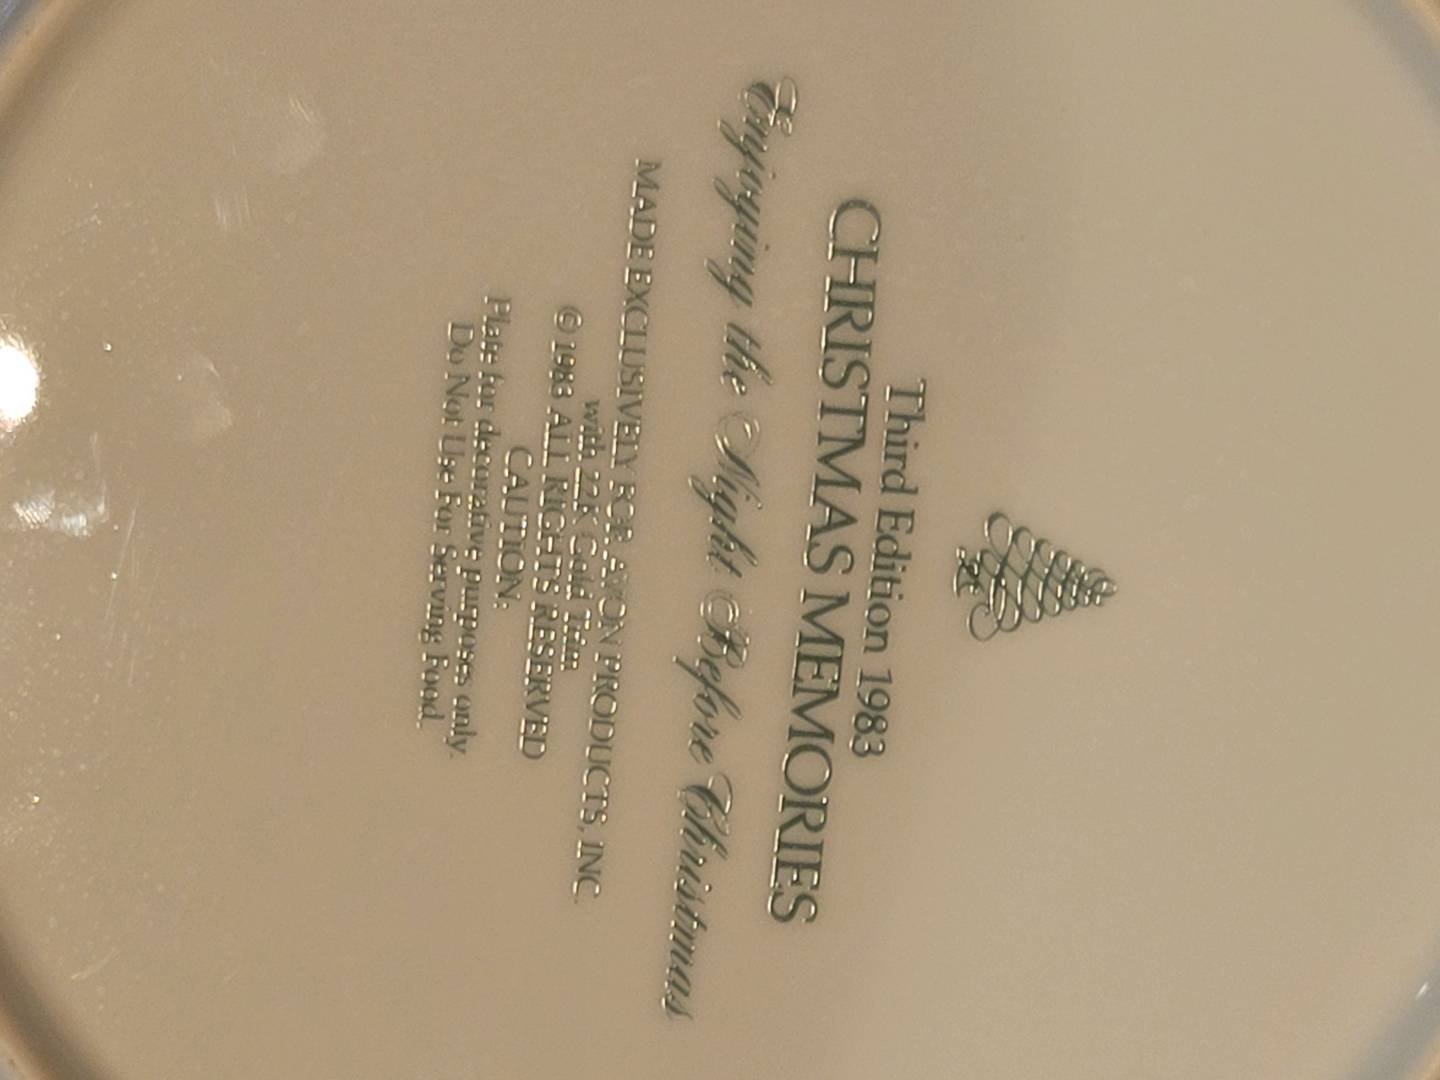 Third Edition 1983
CHRISTMAS MEMORIES
Enjoying the Night Before Christmas
MADE EXCLUSIVELY FOR AVON PRODUCTS, INC.
with 22K Gold Trim
© 1983 ALL RIGHTS RESERVED
CAUTION:
Plate for decorative purposes only.
Do Not Use For Serving Food.